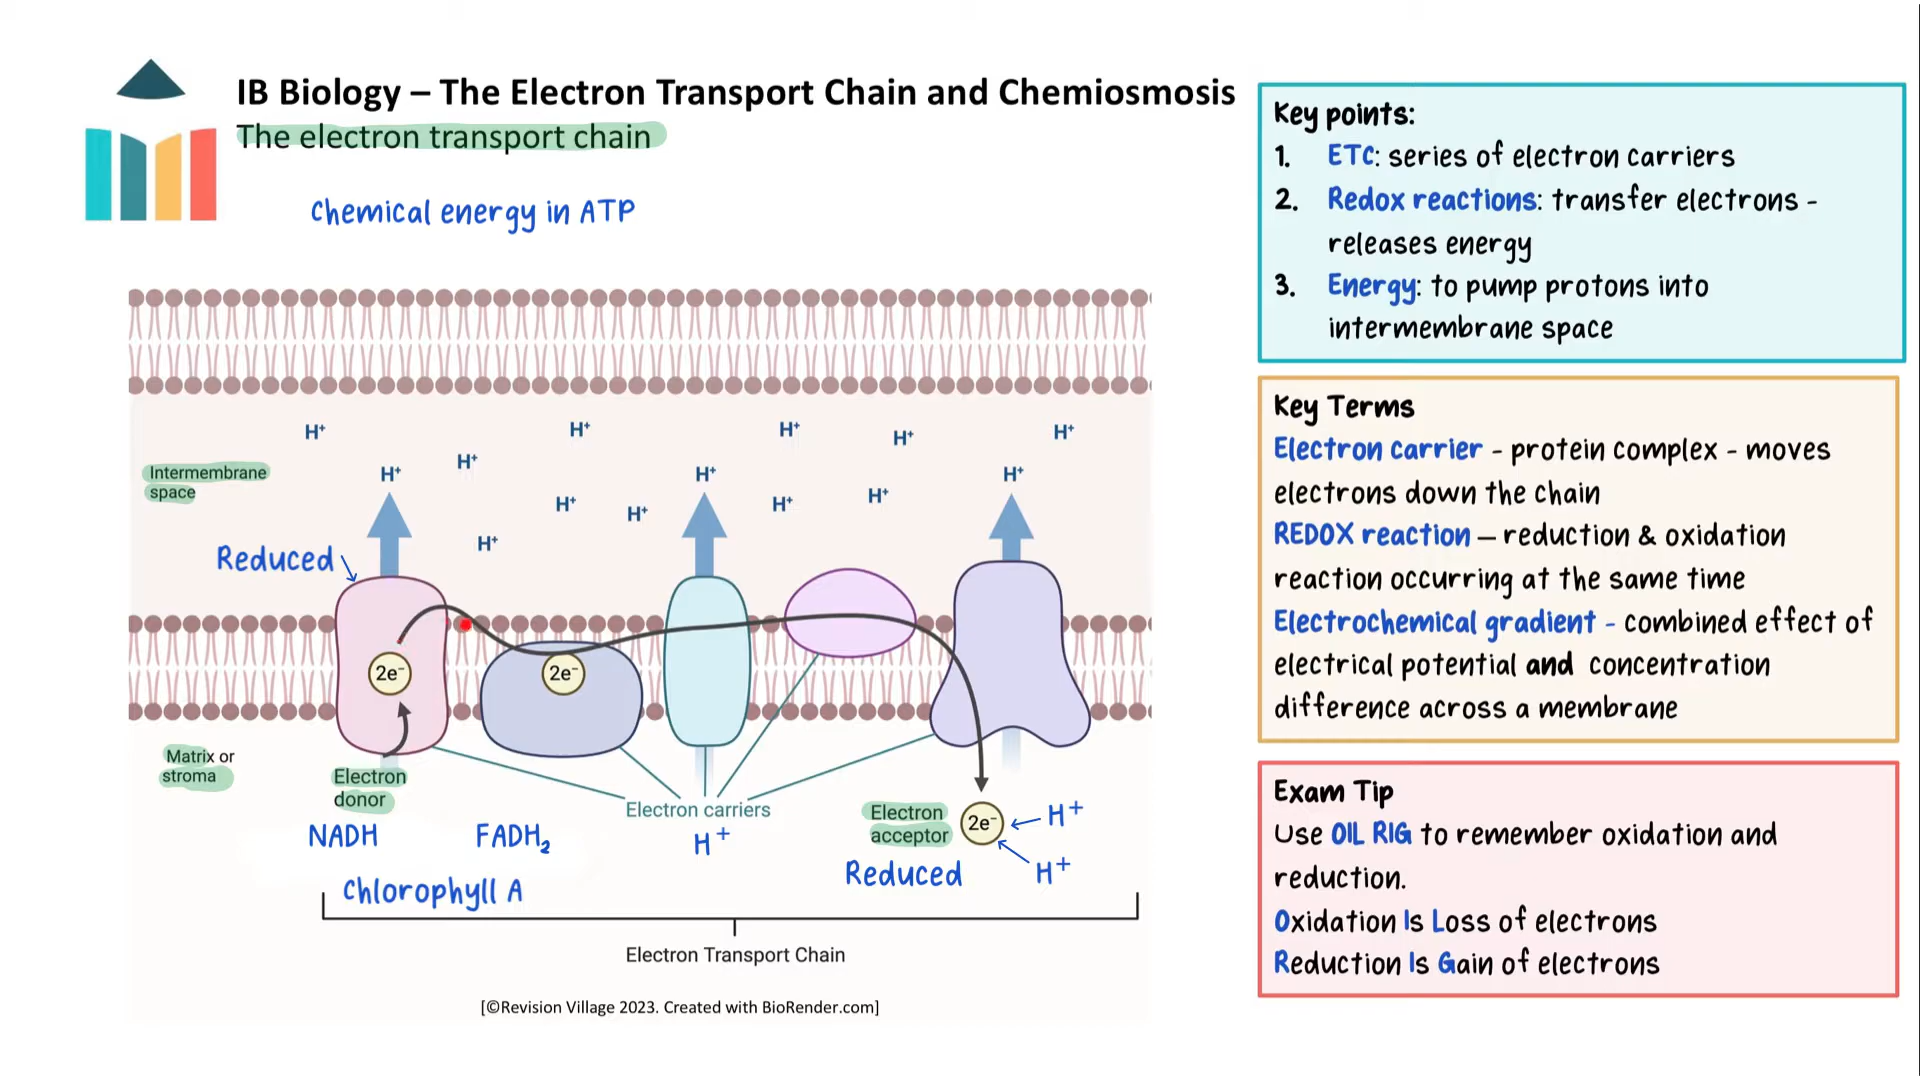 IB Biology – The Electron Transport Chain and Chemiosmosis
The electron transport chain
Chemical energy in ATP
H⁺ H⁺ H⁺ H⁺ H⁺
H⁺ H⁺ H⁺ H⁺
Intermembrane
space
H⁺ H⁺ H⁺ H⁺
H⁺
Reduced
2e⁻ 2e⁻
Matrix or
stroma
Electron
donor
NADH
FADH₂
Chlorophyll A
Electron carriers
H⁺
Electron
acceptor
2e⁻
H⁺
H⁺
Reduced
Electron Transport Chain
[©Revision Village 2023. Created with BioRender.com]
Key points:
1. ETC: series of electron carriers
2. Redox reactions: transfer electrons -
releases energy
3. Energy: to pump protons into
intermembrane space
Key Terms
Electron carrier - protein complex - moves
electrons down the chain
REDOX reaction – reduction & oxidation
reaction occurring at the same time
Electrochemical gradient - combined effect of
electrical potential and concentration
difference across a membrane
Exam Tip
Use OIL RIG to remember oxidation and
reduction.
Oxidation Is Loss of electrons
Reduction Is Gain of electrons